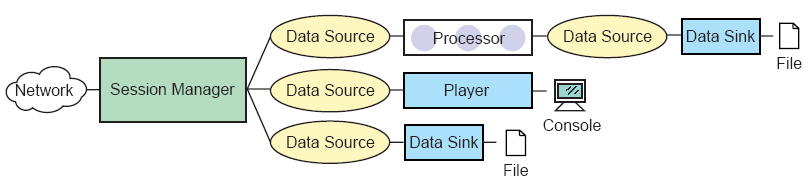 Data Source
Processor
Data Source
Data Sink
File
Network
Session Manager
Data Source
Player
Console
Data Source
Data Sink
File